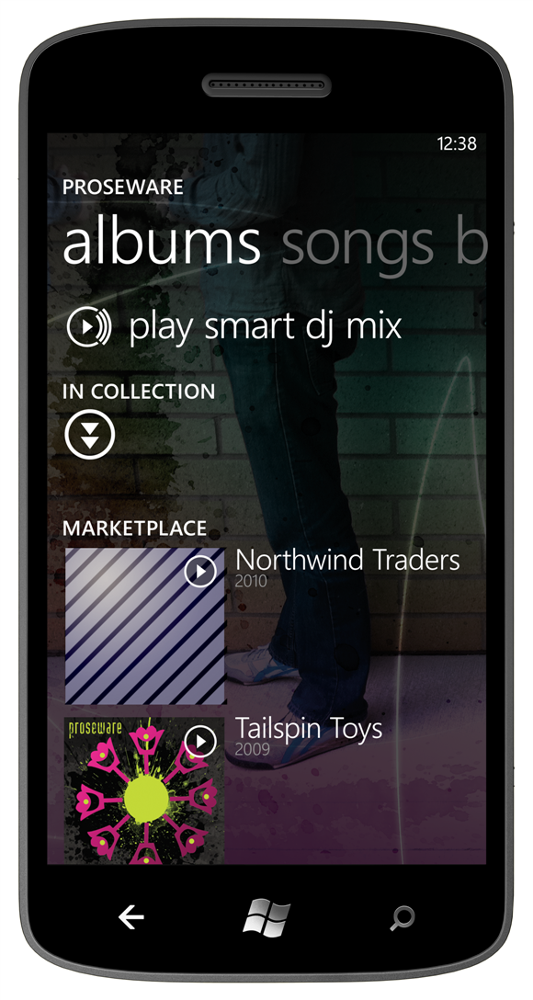 12:38
PROSEWARE
albums songs b
play smart dj mix
IN COLLECTION
MARKETPLACE
Northwind Traders
2010
proseware
Tailspin Toys
2009